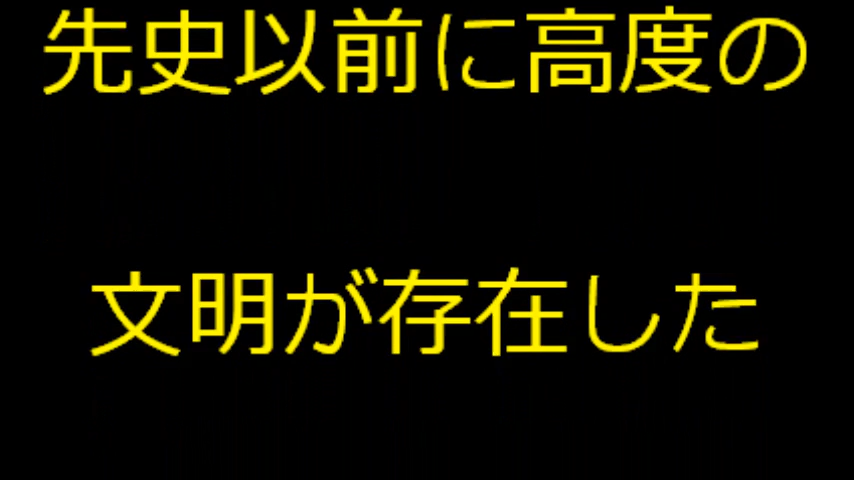 先史以前に高度の
文明が存在した